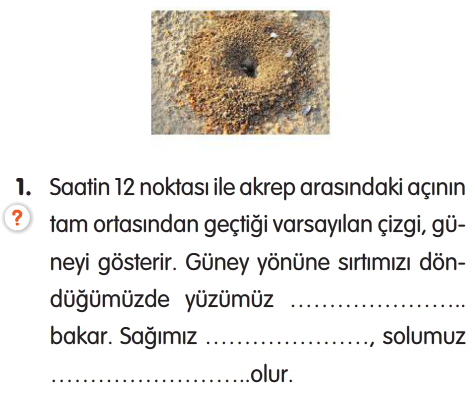 1. Saatin 12 noktası ile akrep arasındaki açının
? tam ortasından geçtiği varsayılan çizgi, gü-
neyi gösterir. Güney yönüne sırtımızı dön-
düğümüzde yüzümüz .......................
bakar. Sağımız ....................., solumuz
..........................olur.